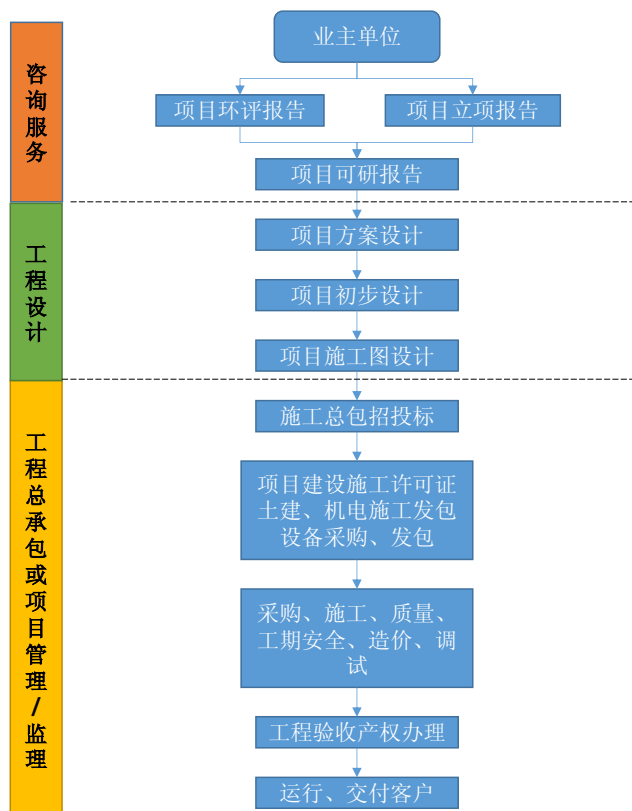 咨询服务
业主单位
项目环评报告
项目立项报告
项目可研报告
工程设计
项目方案设计
项目初步设计
项目施工图设计
工程总承包或项目管理/监理
施工总包招投标
项目建设施工许可证
土建、机电施工发包
设备采购、发包
采购、施工、质量、
工期安全、造价、调
试
工程验收产权办理
运行、交付客户